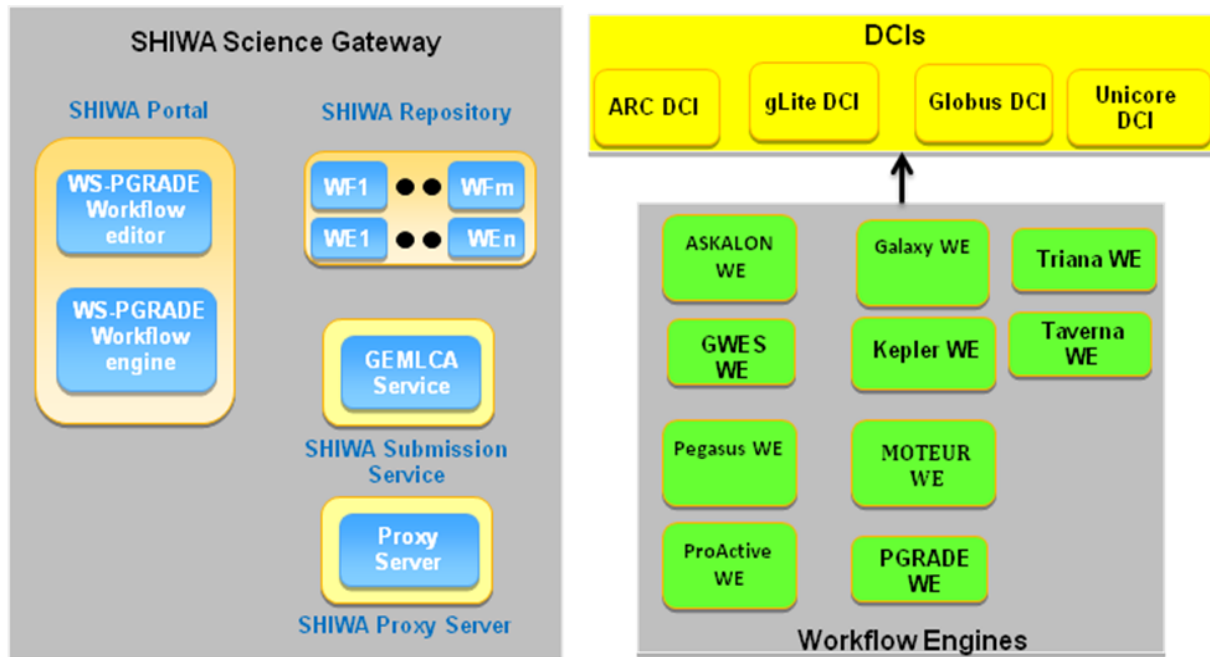 SHIWA Science Gateway
SHIWA Portal
WS-PGRADE
Workflow
editor
WS-PGRADE
Workflow
engine
SHIWA Repository
WF1
WFm
WE1
WEn
GEMLCA
Service
SHIWA Submission
Service
Proxy
Server
SHIWA Proxy Server
DCIs
ARC DCI
gLite DCI
Globus DCI
Unicore
DCI
ASKALON
WE
Galaxy WE
Triana WE
GWES
WE
Kepler WE
Taverna
WE
Pegasus WE
MOTEUR
WE
ProActive
WE
PGRADE
WE
Workflow Engines